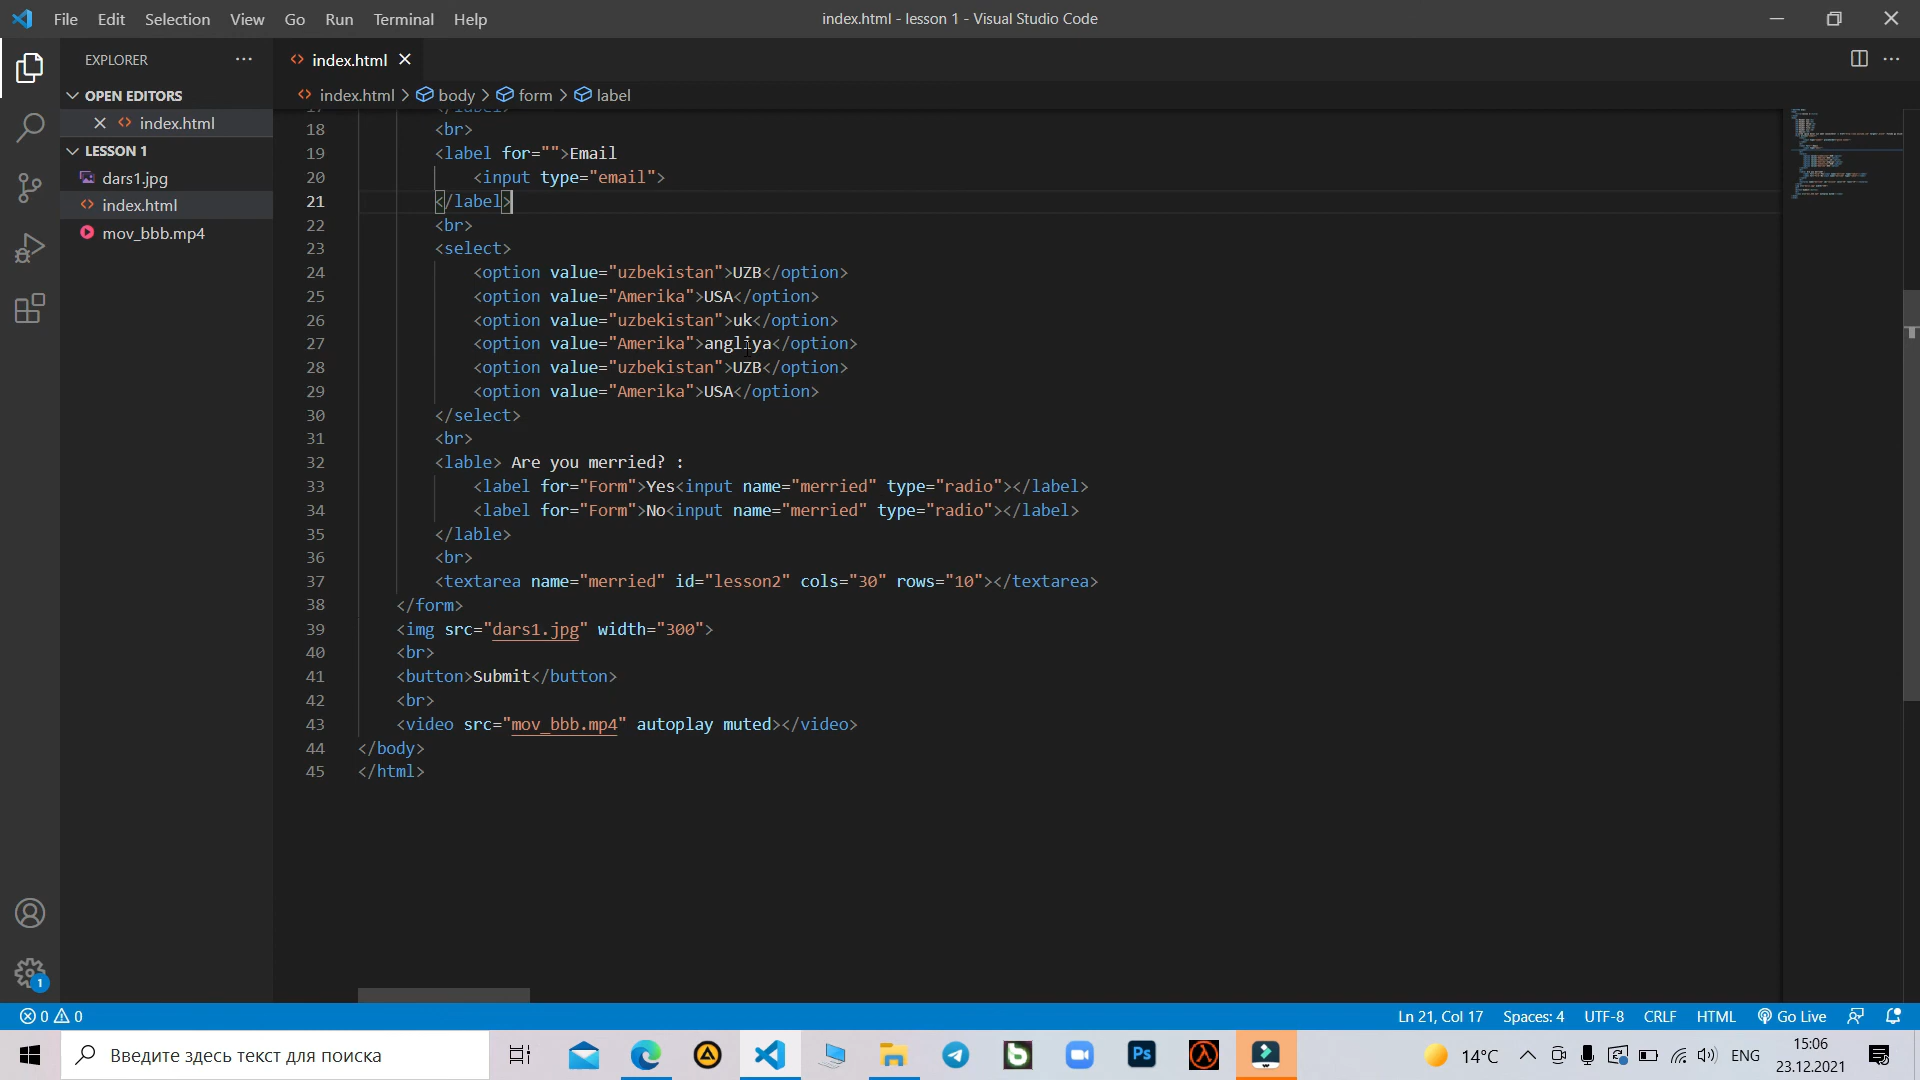 File Edit Selection View Go Run Terminal Help
index.html - lesson 1 - Visual Studio Code
EXPLORER
index.html
OPEN EDITORS
index.html > body > form > label
index.html
LESSON 1
dars1.jpg
index.html
mov_bbb.mp4
18 <br>
19 <label for="">Email
20 <input type="email">
21 </label>
22 <br>
23 <select>
24 <option value="uzbekistan">UZB</option>
25 <option value="Amerika">USA</option>
26 <option value="uzbekistan">uk</option>
27 <option value="Amerika">angliya</option>
28 <option value="uzbekistan">UZB</option>
29 <option value="Amerika">USA</option>
30 </select>
31 <br>
32 <lable> Are you merried? :
33 <label for="Form">Yes<input name="merried" type="radio"></label>
34 <label for="Form">No<input name="merried" type="radio"></label>
35 </lable>
36 <br>
37 <textarea name="merried" id="lesson2" cols="30" rows="10"></textarea>
38 </form>
39 <img src="dars1.jpg" width="300">
40 <br>
41 <button>Submit</button>
42 <br>
43 <video src="mov_bbb.mp4" autoplay muted></video>
44 </body>
45 </html>
1
0 0
Ln 21, Col 17 Spaces: 4 UTF-8 CRLF HTML Go Live
Введите здесь текст для поиска
Ps
14°C
ENG
15:06
23.12.2021